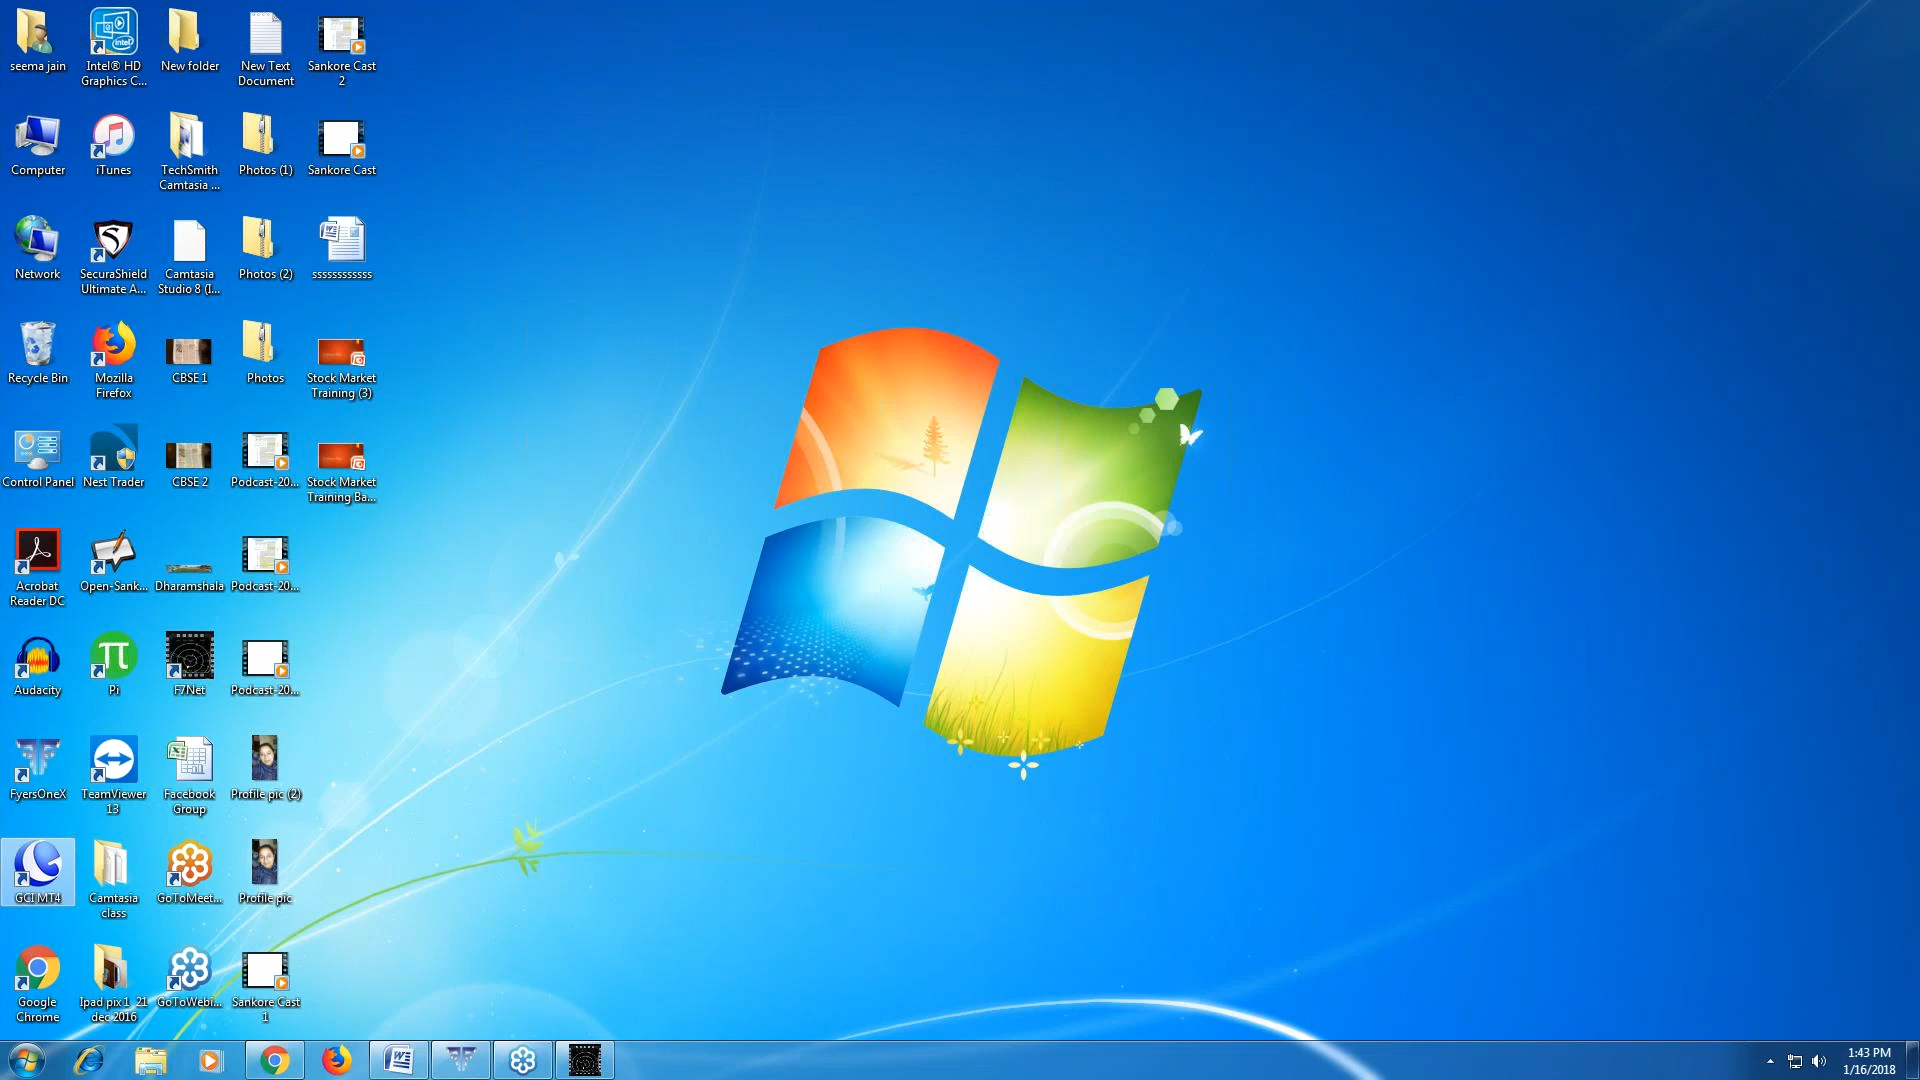 seema jain
Intel® HD
Graphics C...
New folder
New Text
Document
Sankore Cast
2
Computer
iTunes
TechSmith
Camtasia ...
Photos (1)
Sankore Cast
Network
SecuraShield
Ultimate A...
Camtasia
Studio 8 (I...
Photos (2)
ssssssssssss
Recycle Bin
Mozilla
Firefox
CBSE 1
Photos
Stock Market
Training (3)
Control Panel
Nest Trader
CBSE 2
Podcast-20...
Stock Market
Training Ba...
Acrobat
Reader DC
Open-Sank...
Dharamshala
Podcast-20...
Audacity
Pi
F7Net
Podcast-20...
FyersOneX
TeamViewer
13
Facebook
Group
Profile pic (2)
GCI MT4
Camtasia
class
GoToMeet...
Profile pic
Google
Chrome
Ipad pix 1_21
dec 2016
GoToWebi...
Sankore Cast
1
1:43 PM
1/16/2018